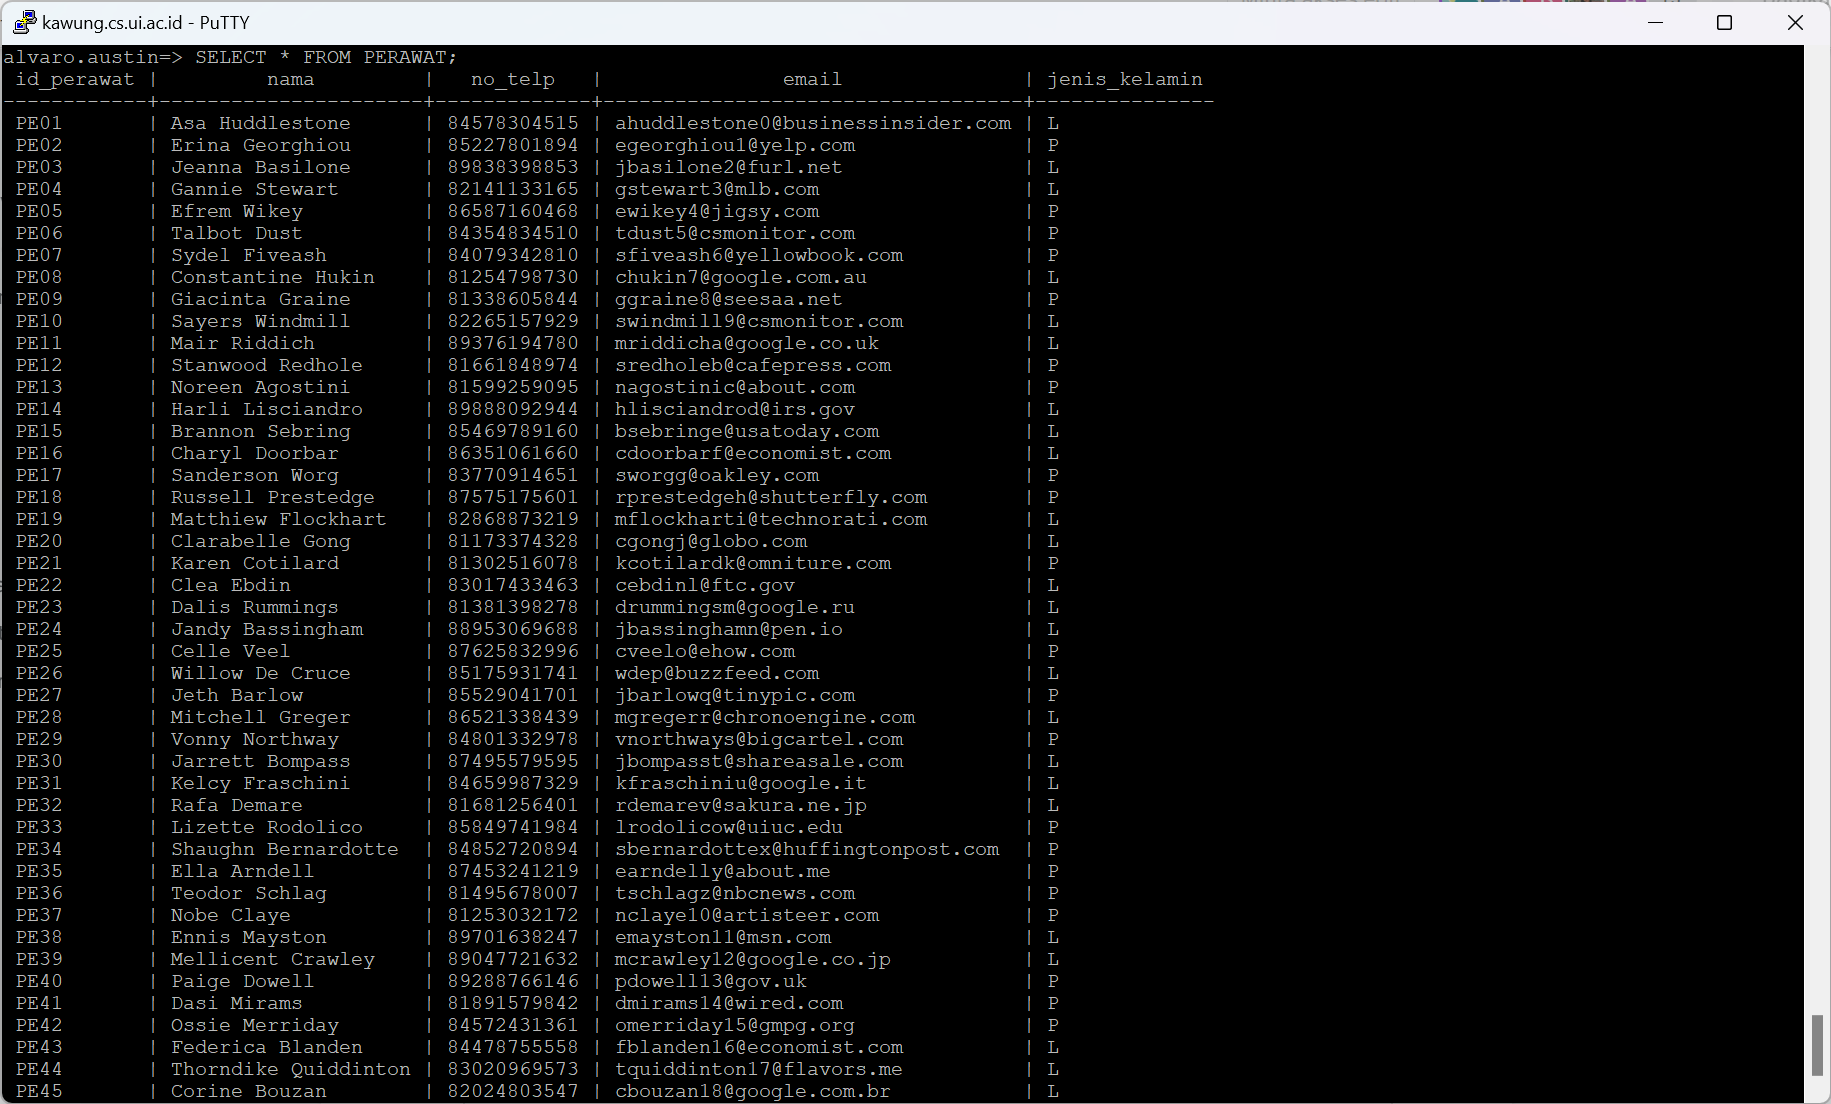 kawung.cs.ui.ac.id - PuTTY
alvaro.austin=> SELECT * FROM PERAWAT;
 id_perawat |         nama         |   no_telp   |               email               | jenis_kelamin
------------+----------------------+-------------+-----------------------------------+---------------
 PE01       | Asa Huddlestone      | 84578304515 | ahuddlestone0@businessinsider.com | L
 PE02       | Erina Georghiou      | 85227801894 | egeorghiou1@yelp.com              | P
 PE03       | Jeanna Basilone      | 89838398853 | jbasilone2@furl.net               | L
 PE04       | Gannie Stewart       | 82141133165 | gstewart3@mlb.com                 | L
 PE05       | Efrem Wikey          | 86587160468 | ewikey4@jigsy.com                 | P
 PE06       | Talbot Dust          | 84354834510 | tdust5@csmonitor.com              | P
 PE07       | Sydel Fiveash        | 84079342810 | sfiveash6@yellowbook.com          | P
 PE08       | Constantine Hukin    | 81254798730 | chukin7@google.com.au             | L
 PE09       | Giacinta Graine      | 81338605844 | ggraine8@seesaa.net               | P
 PE10       | Sayers Windmill      | 82265157929 | swindmill9@csmonitor.com          | L
 PE11       | Mair Riddich         | 89376194780 | mriddicha@google.co.uk            | L
 PE12       | Stanwood Redhole     | 81661848974 | sredholeb@cafepress.com           | P
 PE13       | Noreen Agostini      | 81599259095 | nagostinic@about.com              | P
 PE14       | Harli Lisciandro     | 89888092944 | hlisciandrod@irs.gov              | L
 PE15       | Brannon Sebring      | 85469789160 | bsebringe@usatoday.com            | L
 PE16       | Charyl Doorbar       | 86351061660 | cdoorbarf@economist.com           | L
 PE17       | Sanderson Worg       | 83770914651 | sworgg@oakley.com                 | P
 PE18       | Russell Prestedge    | 87575175601 | rprestedgeh@shutterfly.com        | P
 PE19       | Matthiew Flockhart   | 82868873219 | mflockharti@technorati.com        | L
 PE20       | Clarabelle Gong      | 81173374328 | cgongj@globo.com                  | L
 PE21       | Karen Cotilard       | 81302516078 | kcotilardk@omniture.com           | P
 PE22       | Clea Ebdin           | 83017433463 | cebdinl@ftc.gov                   | L
 PE23       | Dalis Rummings       | 81381398278 | drummingsm@google.ru              | L
 PE24       | Jandy Bassingham     | 88953069688 | jbassinghamn@pen.io               | L
 PE25       | Celle Veel           | 87625832996 | cveelo@ehow.com                   | P
 PE26       | Willow De Cruce      | 85175931741 | wdep@buzzfeed.com                 | L
 PE27       | Jeth Barlow          | 85529041701 | jbarlowq@tinypic.com              | P
 PE28       | Mitchell Greger      | 86521338439 | mgregerr@chronoengine.com         | L
 PE29       | Vonny Northway       | 84801332978 | vnorthways@bigcartel.com          | P
 PE30       | Jarrett Bompass      | 87495579595 | jbompasst@shareasale.com          | L
 PE31       | Kelcy Fraschini      | 84659987329 | kfraschiniu@google.it             | L
 PE32       | Rafa Demare          | 81681256401 | rdemarev@sakura.ne.jp             | L
 PE33       | Lizette Rodolico     | 85849741984 | lrodolicow@uiuc.edu               | P
 PE34       | Shaughn Bernardotte  | 84852720894 | sbernardottex@huffingtonpost.com  | P
 PE35       | Ella Arndell         | 87453241219 | earndelly@about.me                | P
 PE36       | Teodor Schlag        | 81495678007 | tschlagz@nbcnews.com              | P
 PE37       | Nobe Claye           | 81253032172 | nclaye10@artisteer.com            | P
 PE38       | Ennis Mayston        | 89701638247 | emayston11@msn.com                | L
 PE39       | Mellicent Crawley    | 89047721632 | mcrawley12@google.co.jp           | L
 PE40       | Paige Dowell         | 89288766146 | pdowell13@gov.uk                  | P
 PE41       | Dasi Mirams          | 81891579842 | dmirams14@wired.com               | P
 PE42       | Ossie Merriday       | 84572431361 | omerriday15@gmpg.org              | P
 PE43       | Federica Blanden     | 84478755558 | fblanden16@economist.com          | L
 PE44       | Thorndike Quiddinton | 83020969573 | tquiddinton17@flavors.me          | L
 PE45       | Corine Bouzan        | 82024803547 | cbouzan18@google.com.br           | L